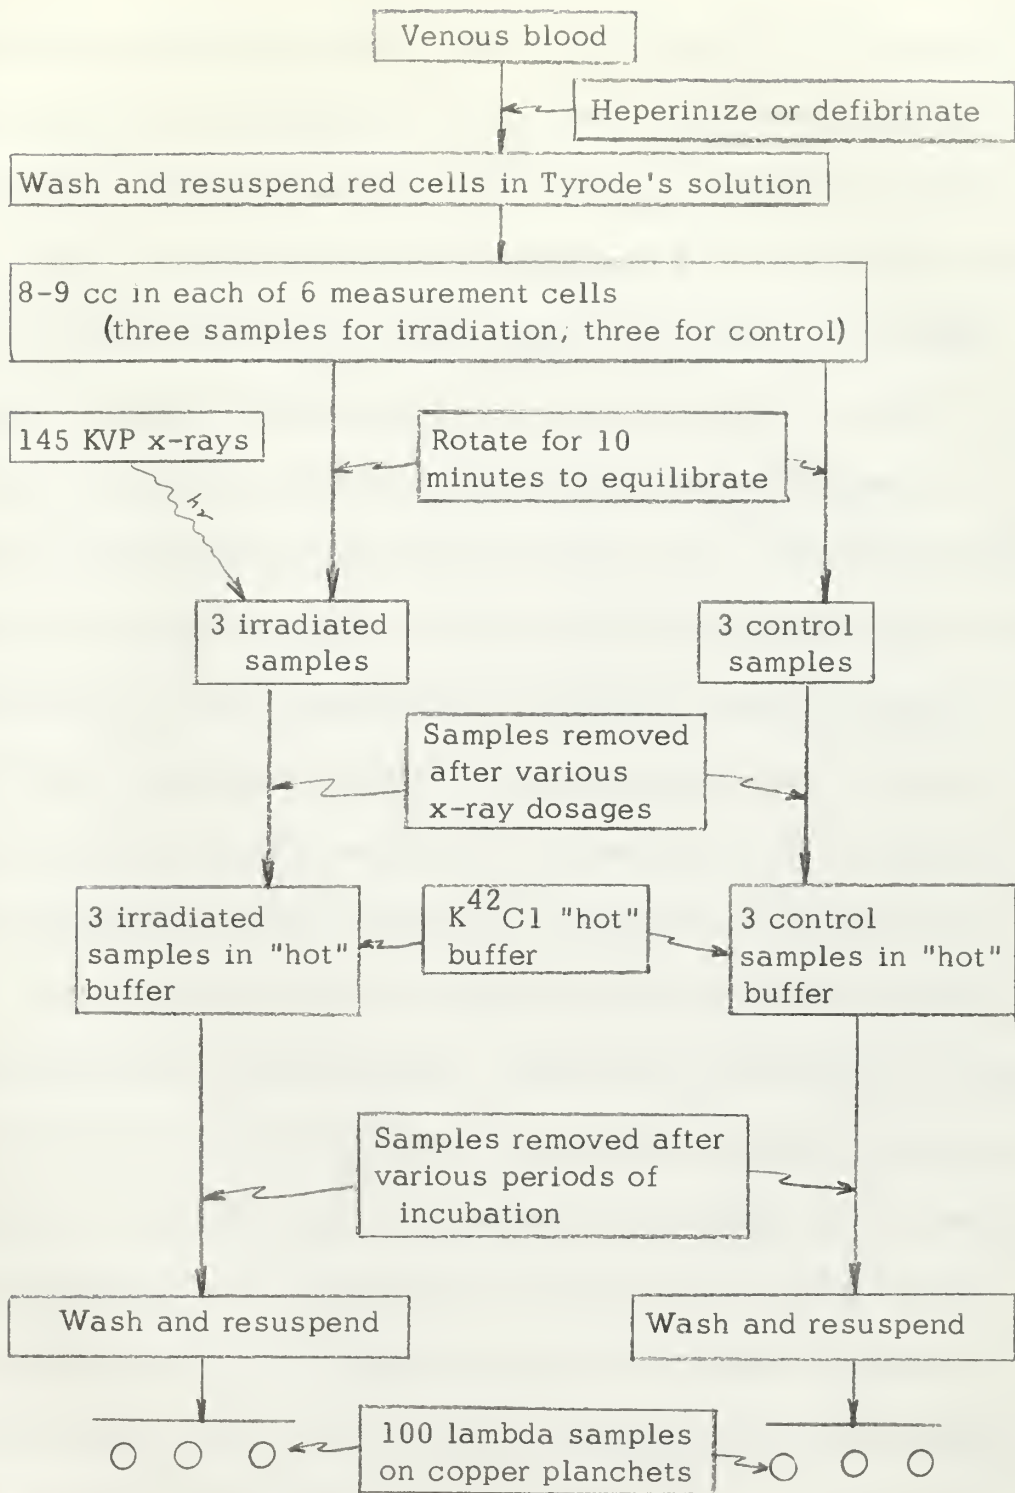 Venous blood
Heperinize or defibrinate
Wash and resuspend red cells in Tyrode's solution
8-9 cc in each of 6 measurement cells
(three samples for irradiation, three for control)
145 KVP x-rays
Rotate for 10
minutes to equilibrate
hν
3 irradiated
samples
3 control
samples
Samples removed
after various
x-ray dosages
3 irradiated
samples in "hot"
buffer
K⁴²Cl "hot"
buffer
3 control
samples in "hot"
buffer
Samples removed after
various periods of
incubation
Wash and resuspend
Wash and resuspend
100 lambda samples
on copper planchets